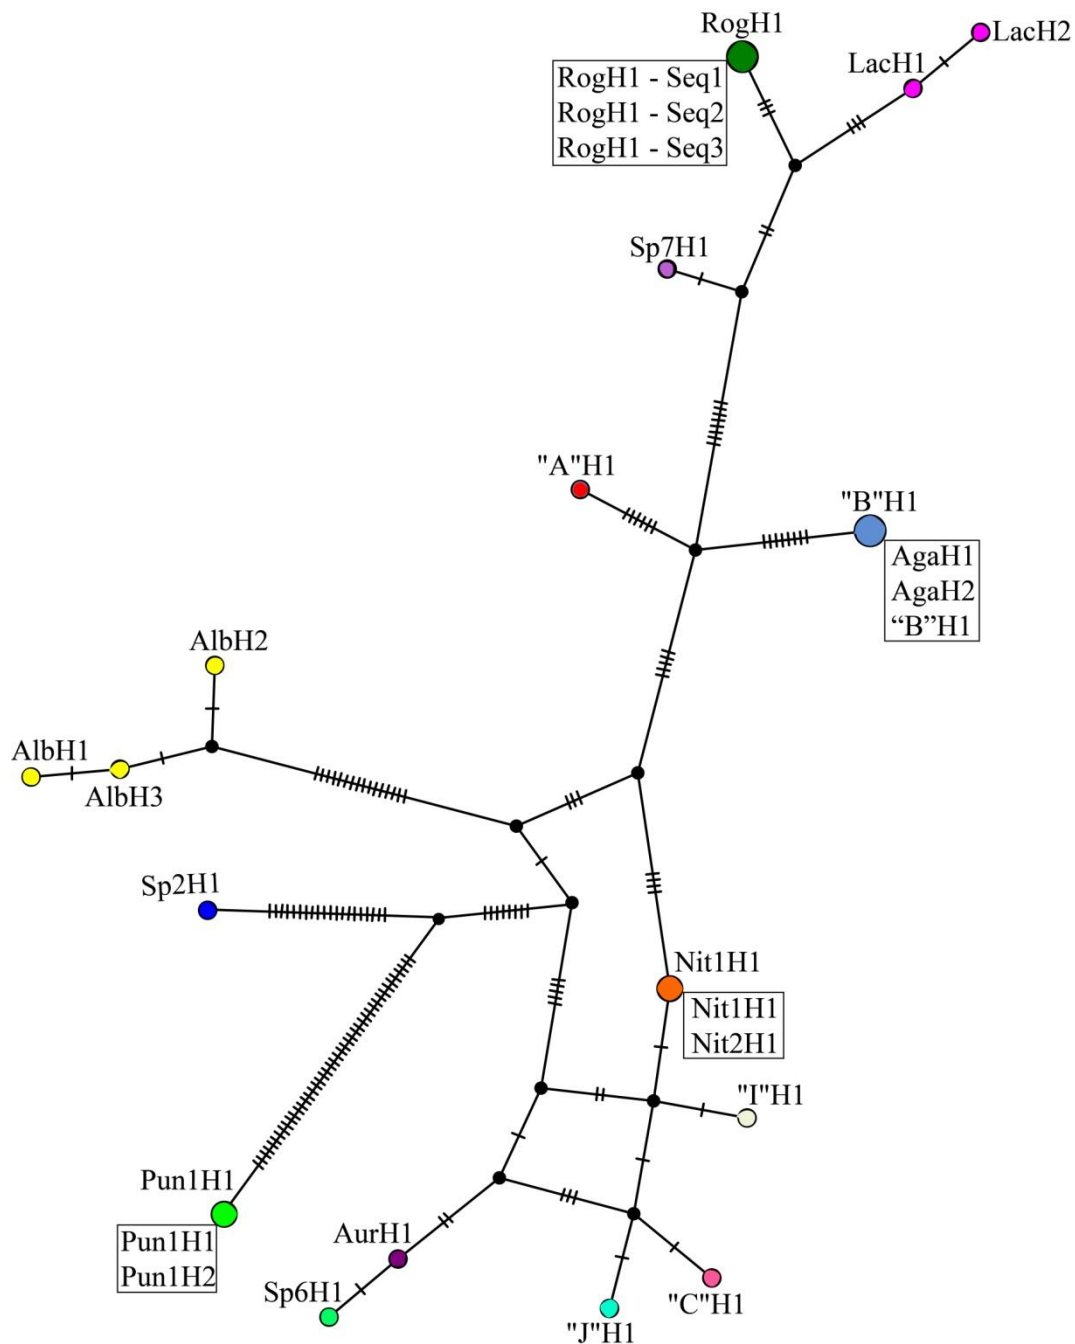 RogH1
LacH2
LacH1
RogH1 - Seq1
RogH1 - Seq2
RogH1 - Seq3
Sp7H1
"A"H1
"B"H1
AgaH1
AgaH2
“B”H1
AlbH2
AlbH1
AlbH3
Sp2H1
Nit1H1
Nit1H1
Nit2H1
"I"H1
Pun1H1
Pun1H1
Pun1H2
AurH1
Sp6H1
"C"H1
"J"H1